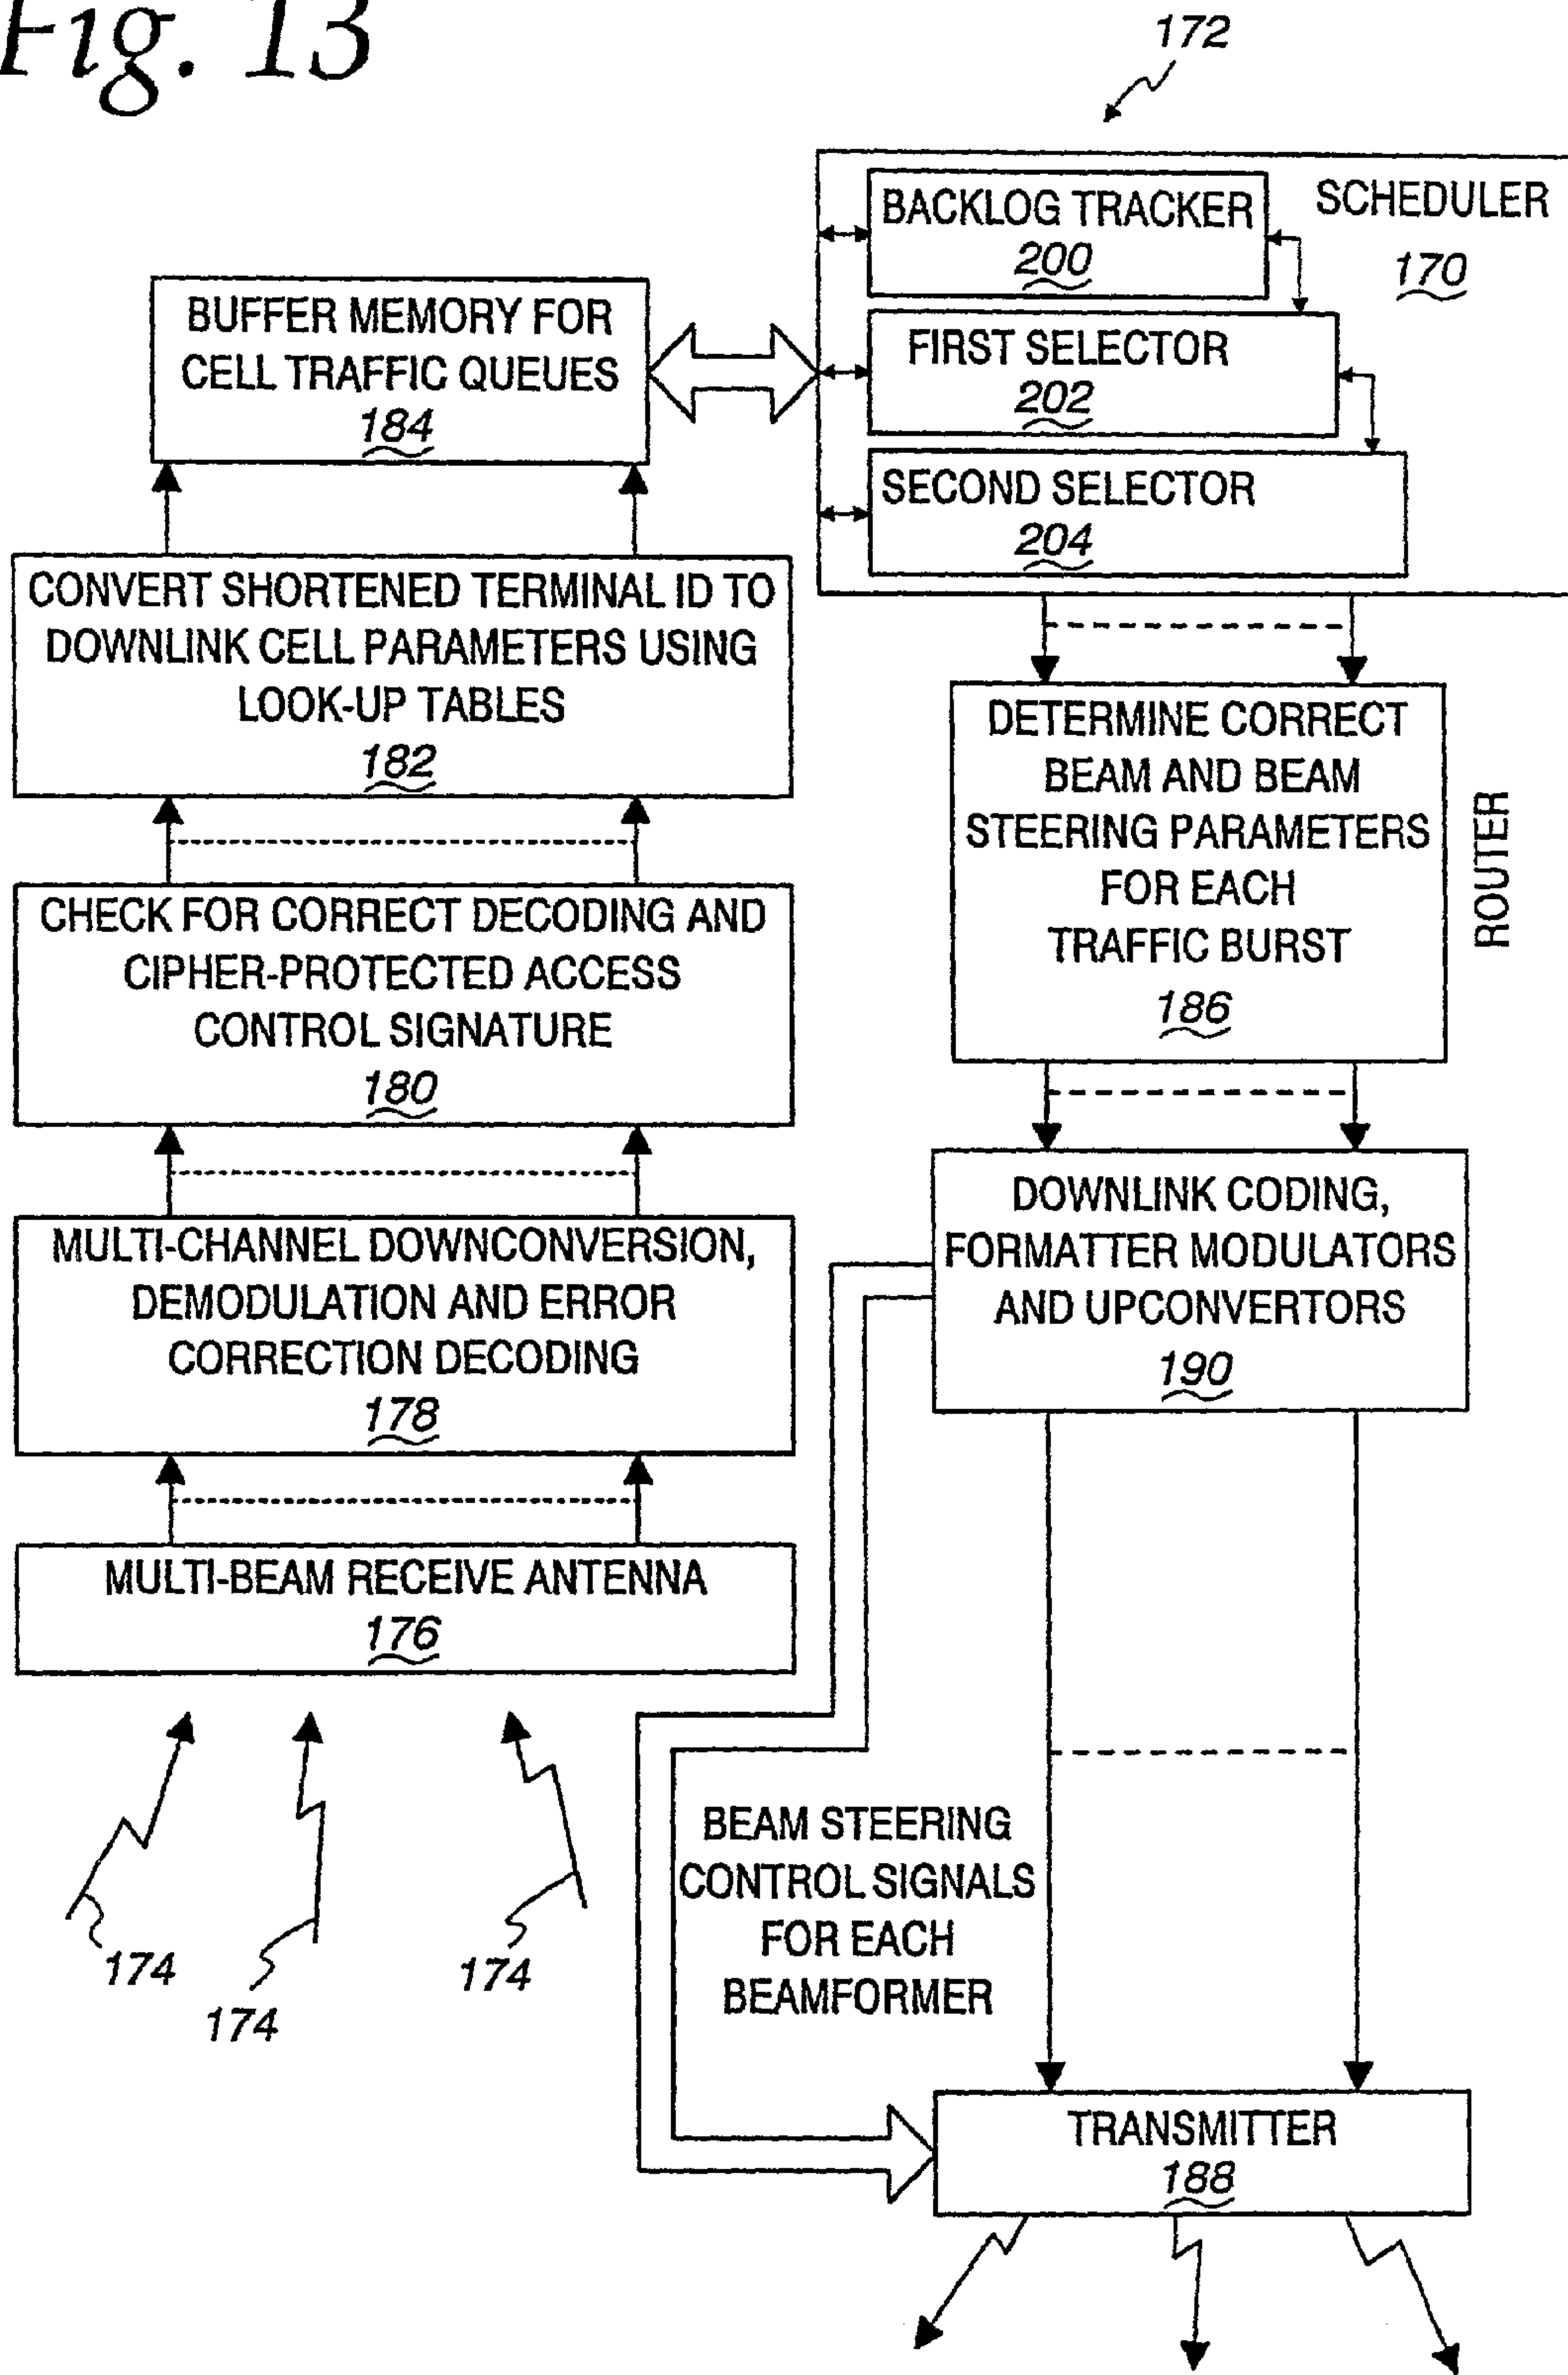 Fig. 13
172
SCHEDULER
170
BACKLOG TRACKER
200
FIRST SELECTOR
202
SECOND SELECTOR
204
BUFFER MEMORY FOR
CELL TRAFFIC QUEUES
184
CONVERT SHORTENED TERMINAL ID TO
DOWNLINK CELL PARAMETERS USING
LOOK-UP TABLES
182
CHECK FOR CORRECT DECODING AND
CIPHER-PROTECTED ACCESS
CONTROL SIGNATURE
180
MULTI-CHANNEL DOWNCONVERSION,
DEMODULATION AND ERROR
CORRECTION DECODING
178
MULTI-BEAM RECEIVE ANTENNA
176
174
174
174
DETERMINE CORRECT
BEAM AND BEAM
STEERING PARAMETERS
FOR EACH
TRAFFIC BURST
186
ROUTER
DOWNLINK CODING,
FORMATTER MODULATORS
AND UPCONVERTORS
190
BEAM STEERING
CONTROL SIGNALS
FOR EACH
BEAMFORMER
TRANSMITTER
188